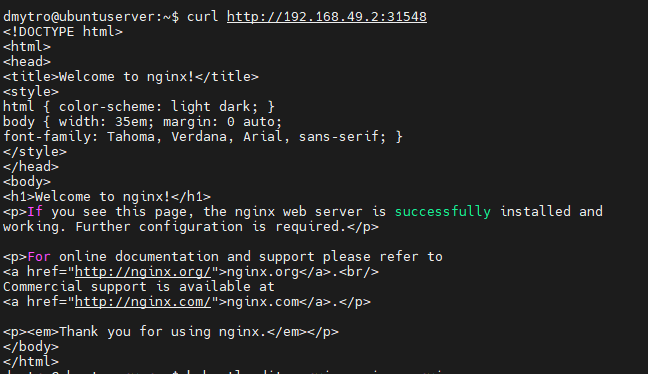 dmytro@ubuntuserver:~$ curl http://192.168.49.2:31548
<!DOCTYPE html>
<html>
<head>
<title>Welcome to nginx!</title>
<style>
html { color-scheme: light dark; }
body { width: 35em; margin: 0 auto;
font-family: Tahoma, Verdana, Arial, sans-serif; }
</style>
</head>
<body>
<h1>Welcome to nginx!</h1>
<p>If you see this page, the nginx web server is successfully installed and
working. Further configuration is required.</p>

<p>For online documentation and support please refer to
<a href="http://nginx.org/">nginx.org</a>.<br/>
Commercial support is available at
<a href="http://nginx.com/">nginx.com</a>.</p>

<p><em>Thank you for using nginx.</em></p>
</body>
</html>